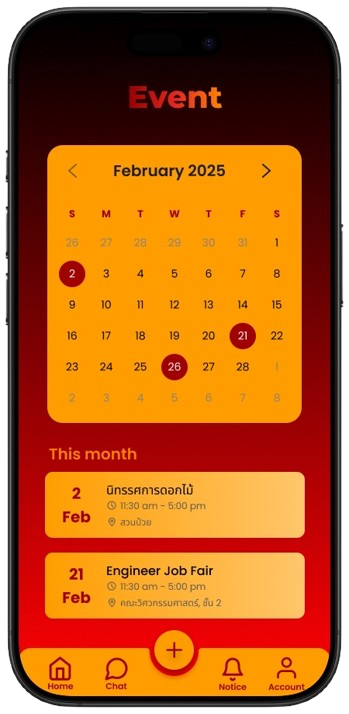 Event
February 2025
S M T W T F S
26 27 28 29 30 31 1
2 3 4 5 6 7 8
9 10 11 12 13 14 15
16 17 18 19 20 21 22
23 24 25 26 27 28 1
2 3 4 5 6 7 8
This month
2 Feb
นิทรรศการดอกไม้
11:30 am - 5:00 pm
สวนป๋วย
21 Feb
Engineer Job Fair
11:30 am - 5:00 pm
คณะวิศวกรรมศาสตร์, ชั้น 2
Home Chat Notice Account